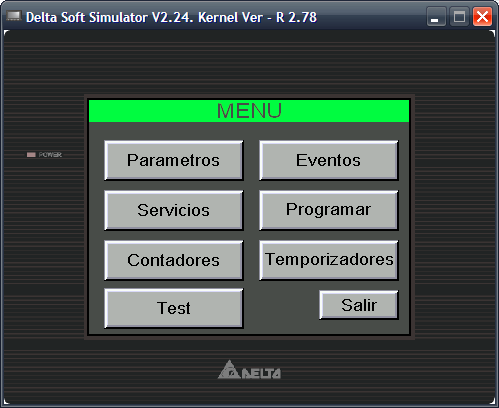 Delta Soft Simulator V2.24. Kernel Ver - R 2.78
MENU
POWER
Parametros
Eventos
Servicios
Programar
Contadores
Temporizadores
Test
Salir
DELTA